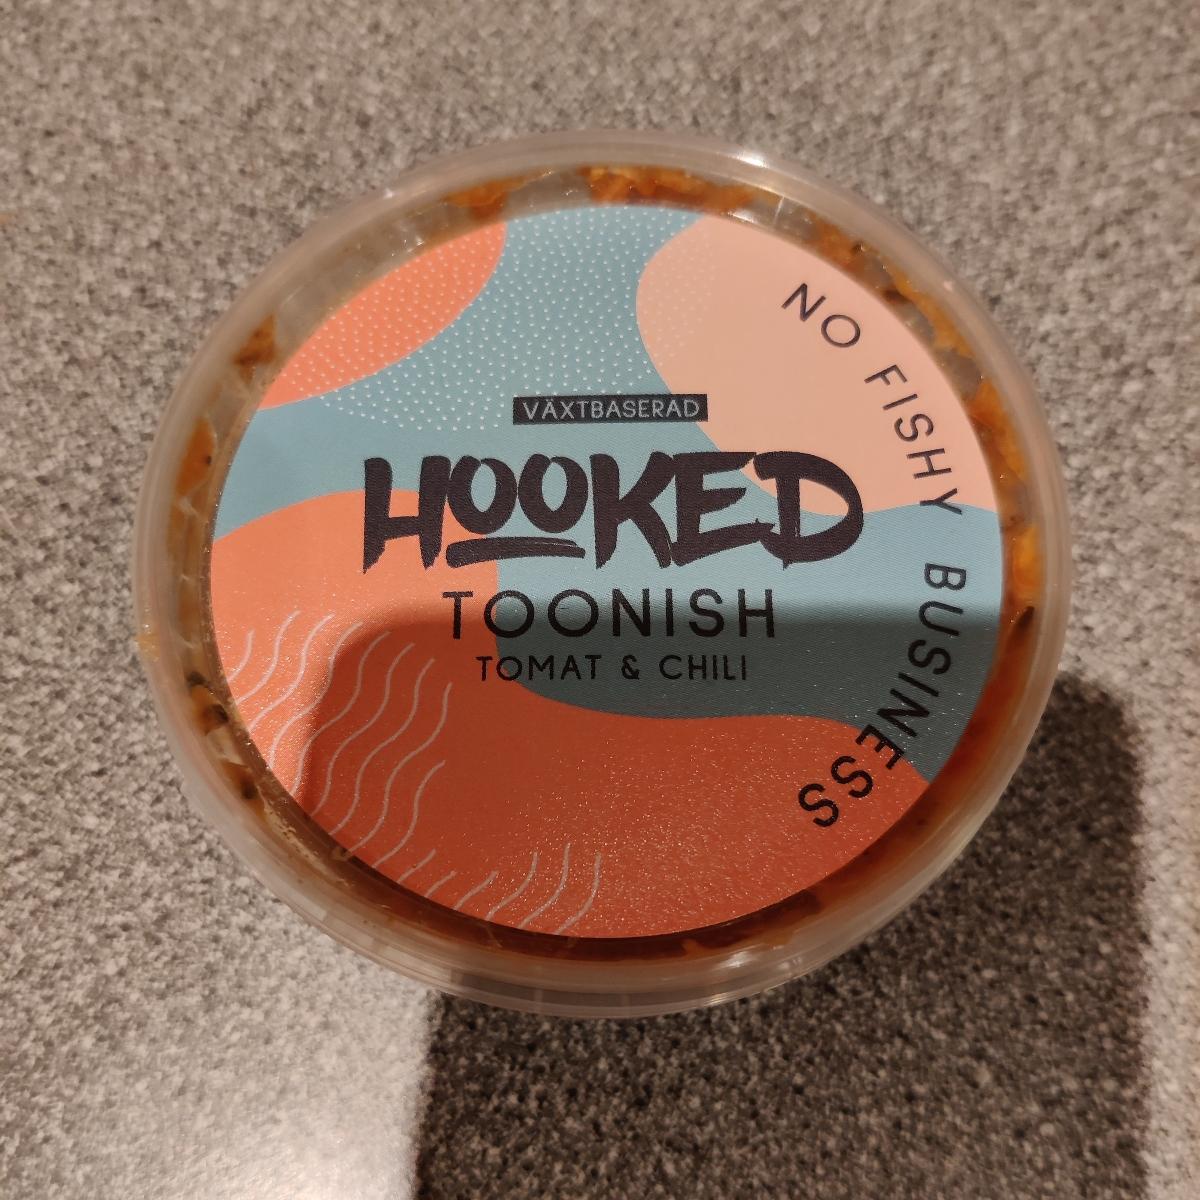 VÄXTBASERAD
HOOKED
TOONISH
TOMAT & CHILI
NO FISHY BUSINESS